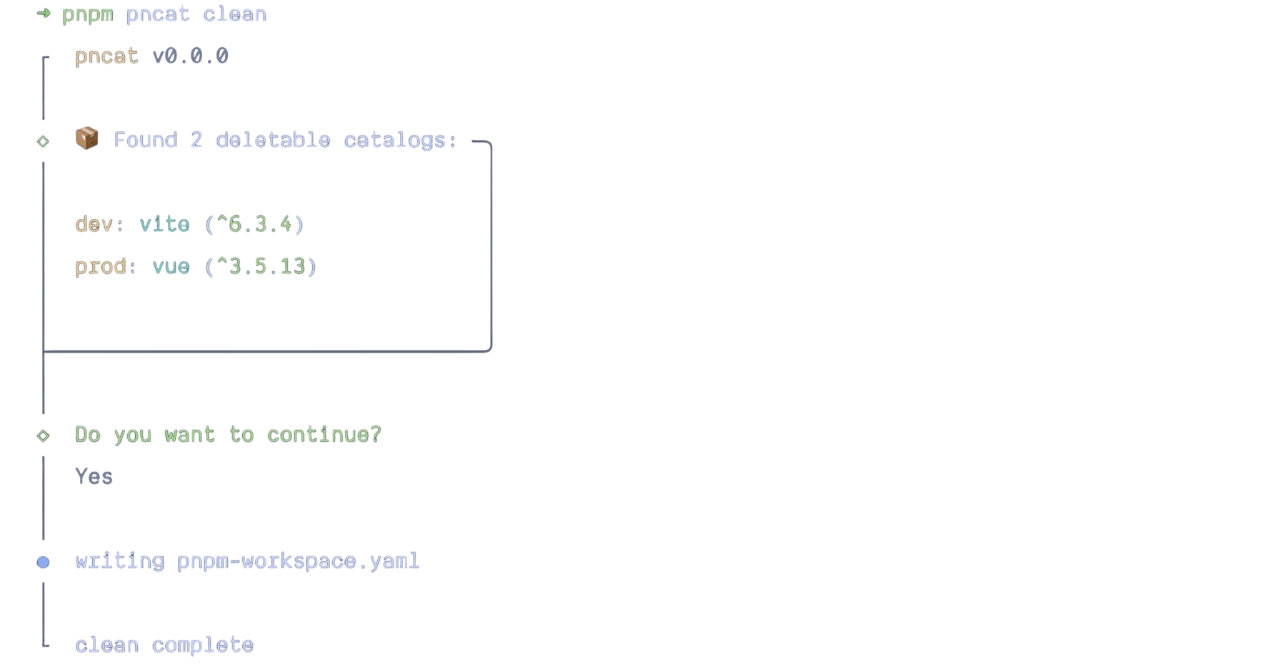 ➜ pnpm pncat clean
pncat v0.0.0
📦 Found 2 deletable catalogs:
dev: vite (^6.3.4)
prod: vue (^3.5.13)
Do you want to continue?
Yes
writing pnpm-workspace.yaml
clean complete